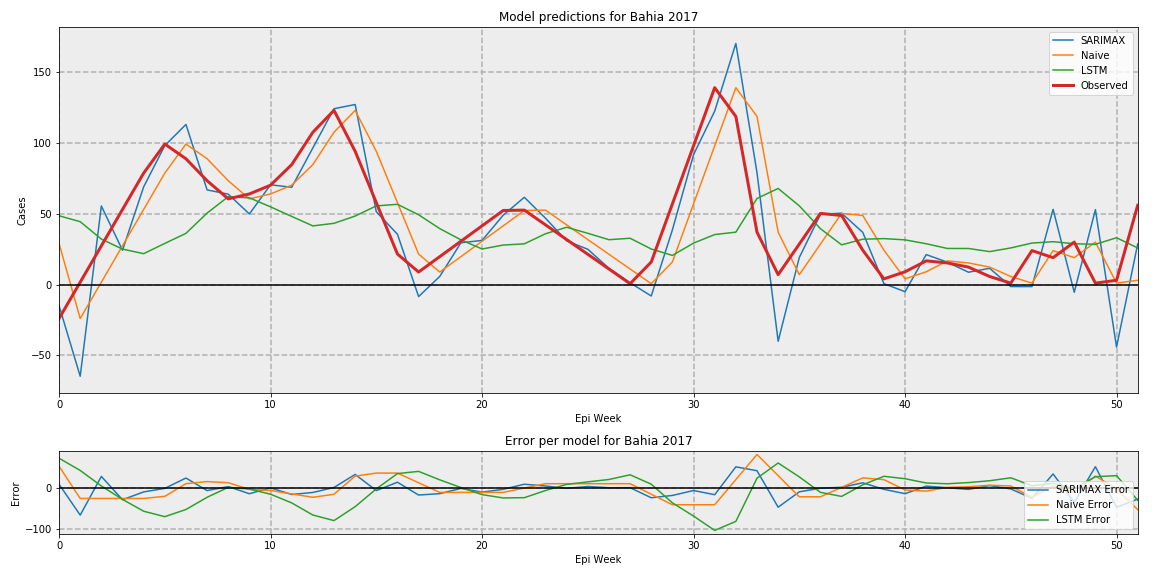 Model predictions for Bahia 2017
SARIMAX
Naive
LSTM
Observed
Cases
150
100
50
0
−50
0 10 20 30 40 50
Epi Week
Error per model for Bahia 2017
Error
0
−100
SARIMAX Error
Naive Error
LSTM Error
0 10 20 30 40 50
Epi Week